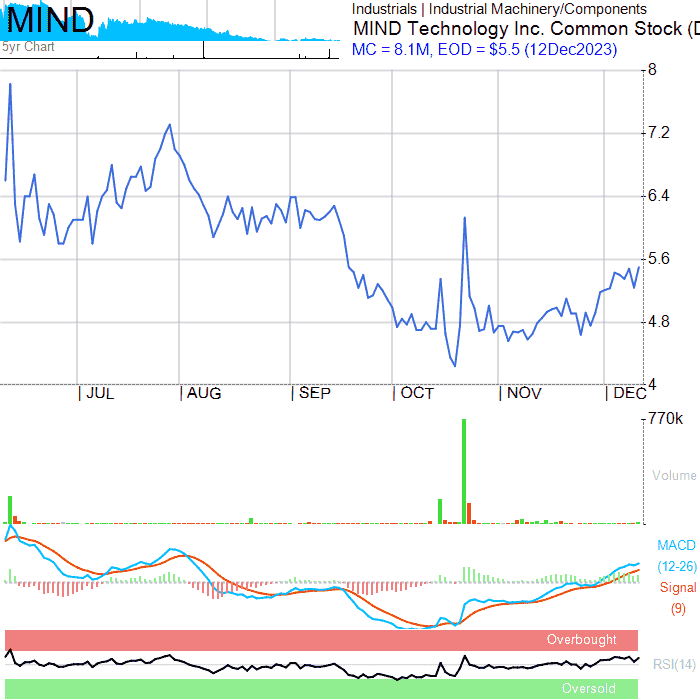 MIND
5yr Chart
Industrials | Industrial Machinery/Components
MIND Technology Inc. Common Stock (D
MC = 8.1M, EOD = $5.5 (12Dec2023)
8
7.2
6.4
5.6
4.8
4
| JUL | AUG | SEP | OCT | NOV | DEC
770k
Volume
MACD
(12-26)
Signal
(9)
Overbought
RSI(14)
Oversold